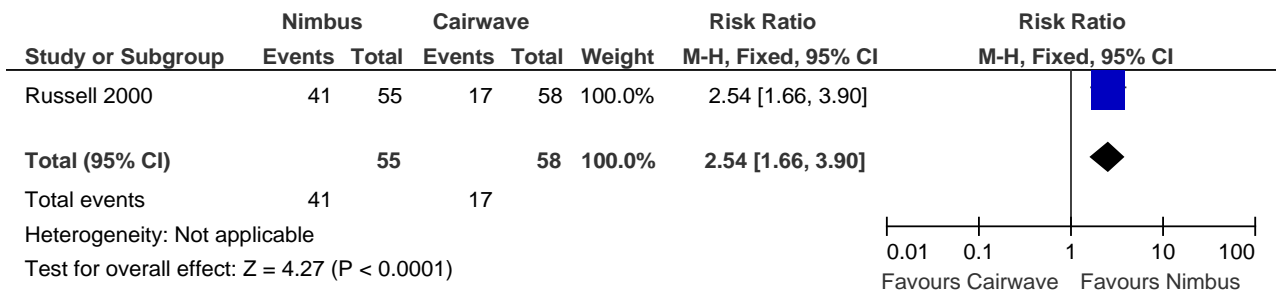 Nimbus Cairwave Risk Ratio Risk Ratio
Study or Subgroup Events Total Events Total Weight M-H, Fixed, 95% CI M-H, Fixed, 95% CI
Russell 2000 41 55 17 58 100.0% 2.54 [1.66, 3.90]
Total (95% CI) 55 58 100.0% 2.54 [1.66, 3.90]
Total events 41 17
Heterogeneity: Not applicable
Test for overall effect: Z = 4.27 (P < 0.0001)
0.01 0.1 1 10 100
Favours Cairwave Favours Nimbus